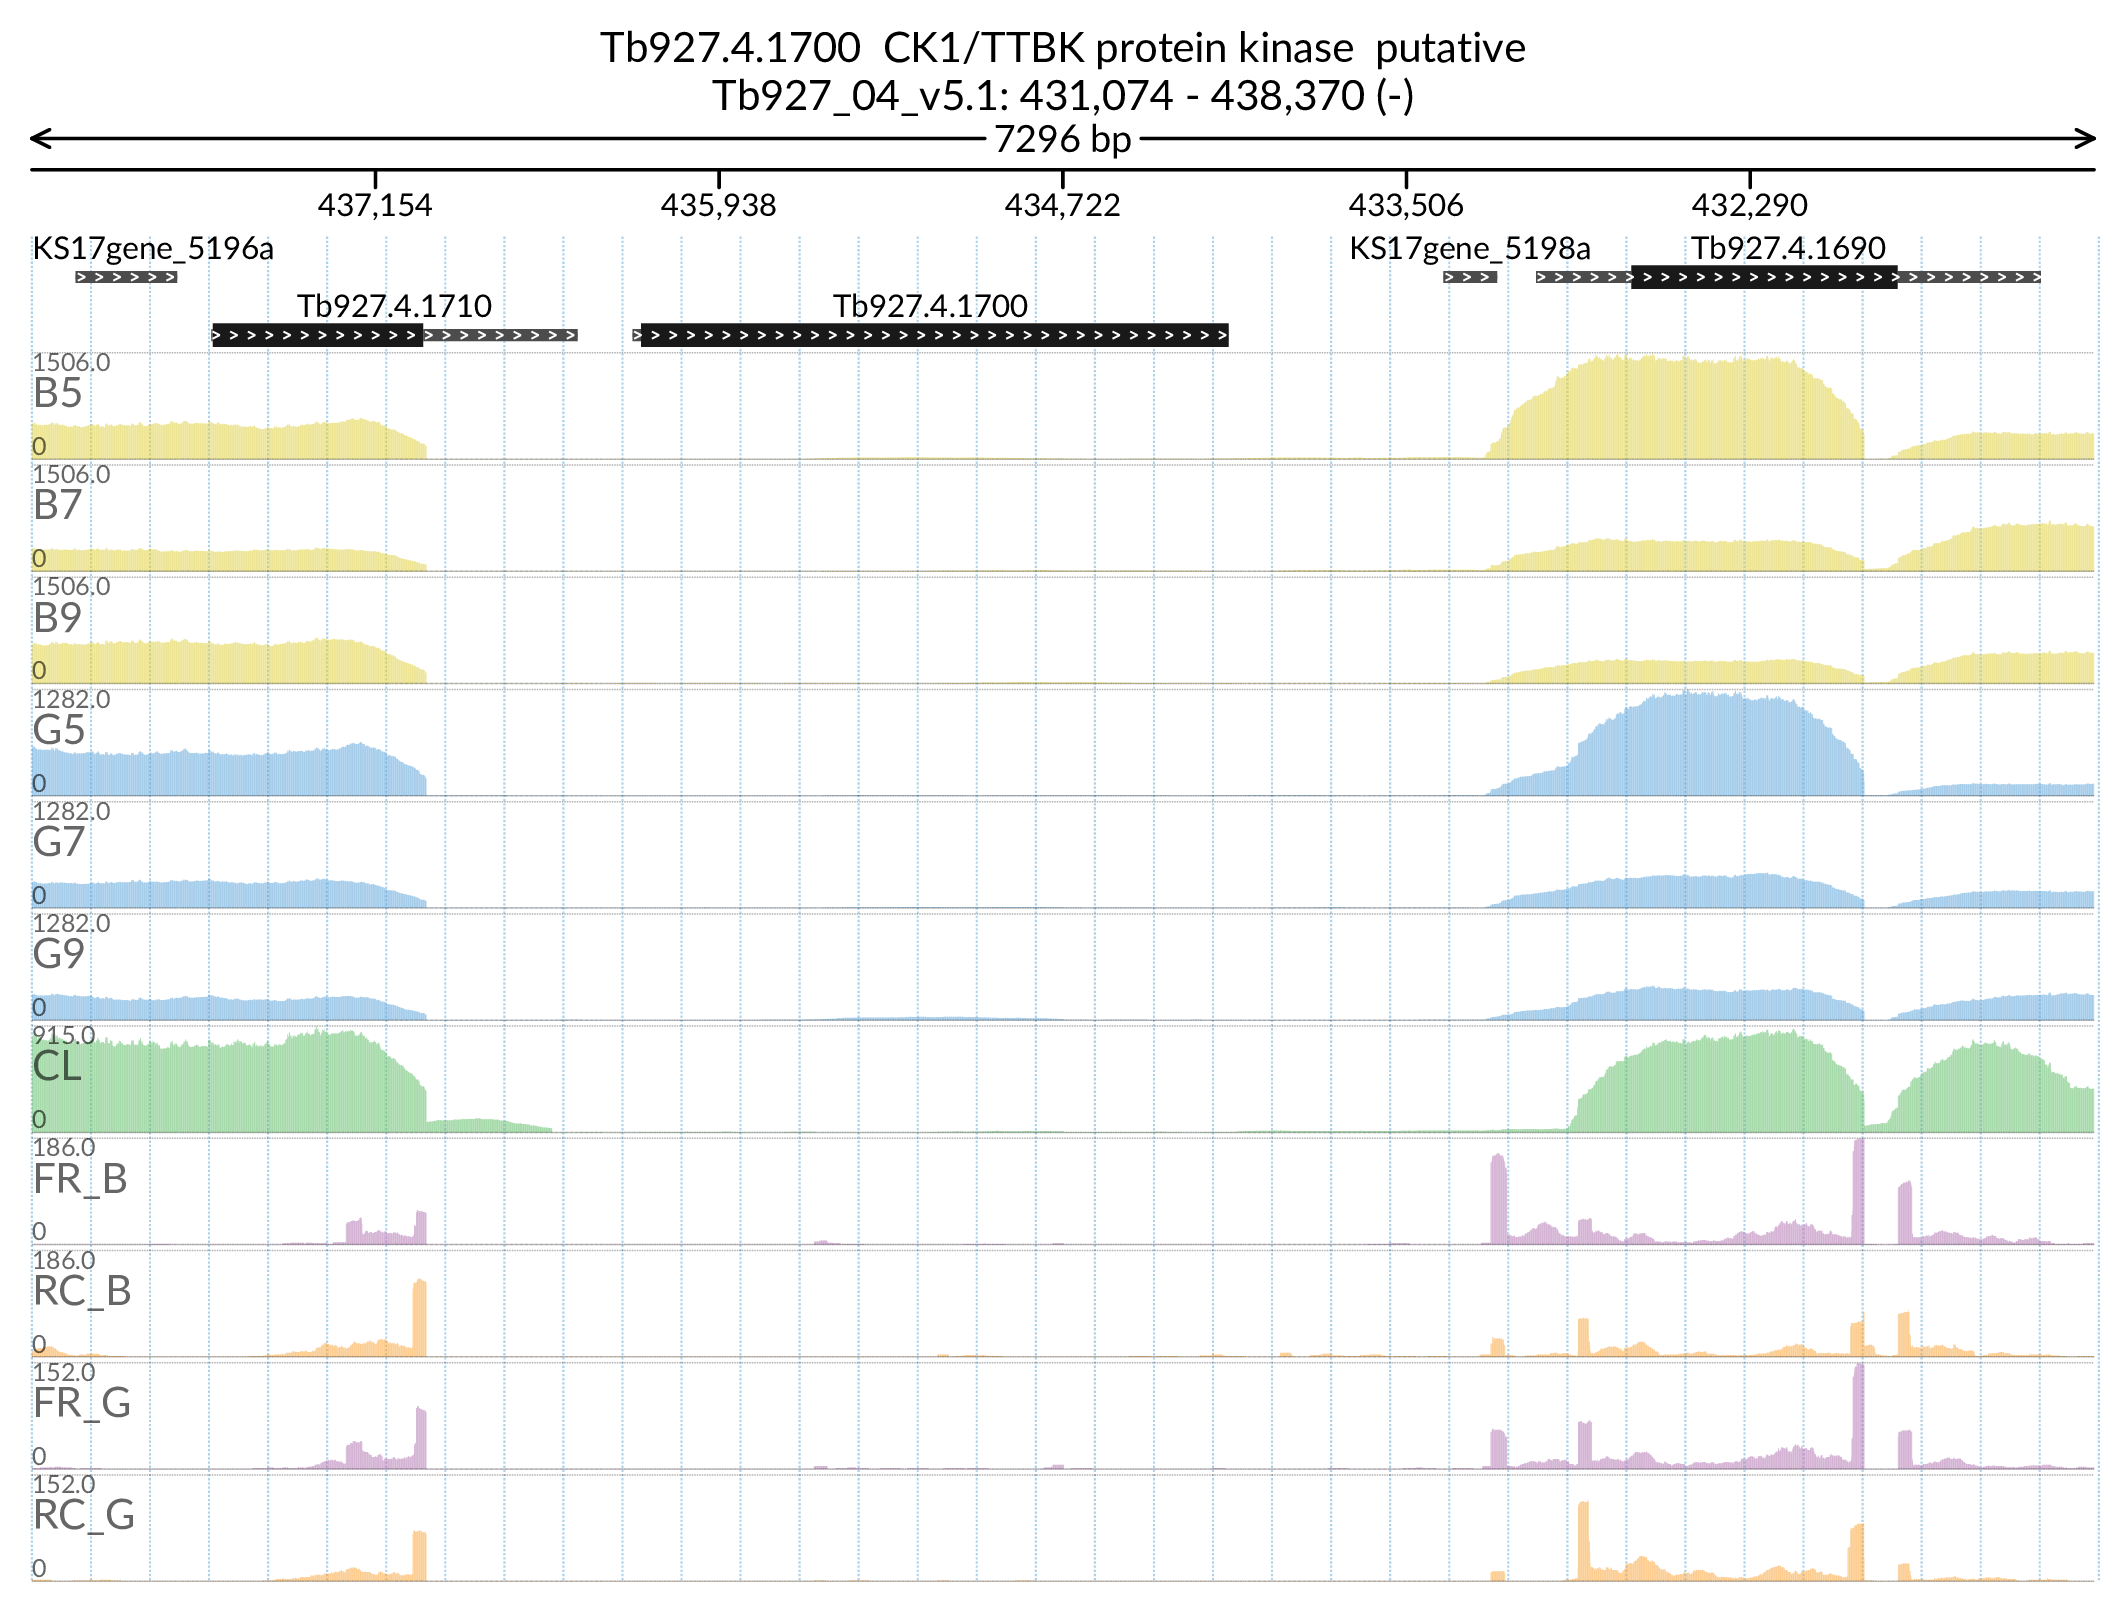 Tb927.4.1700  CK1/TTBK protein kinase  putative
Tb927_04_v5.1: 431,074 - 438,370 (-)
7296 bp
437,154 435,938 434,722 433,506 432,290
KS17gene_5196a KS17gene_5198a Tb927.4.1690
Tb927.4.1710 Tb927.4.1700
1506.0
B5
0
1506.0
B7
0
1506.0
B9
0
1282.0
G5
0
1282.0
G7
0
1282.0
G9
0
915.0
CL
0
186.0
FR_B
0
186.0
RC_B
0
152.0
FR_G
0
152.0
RC_G
0